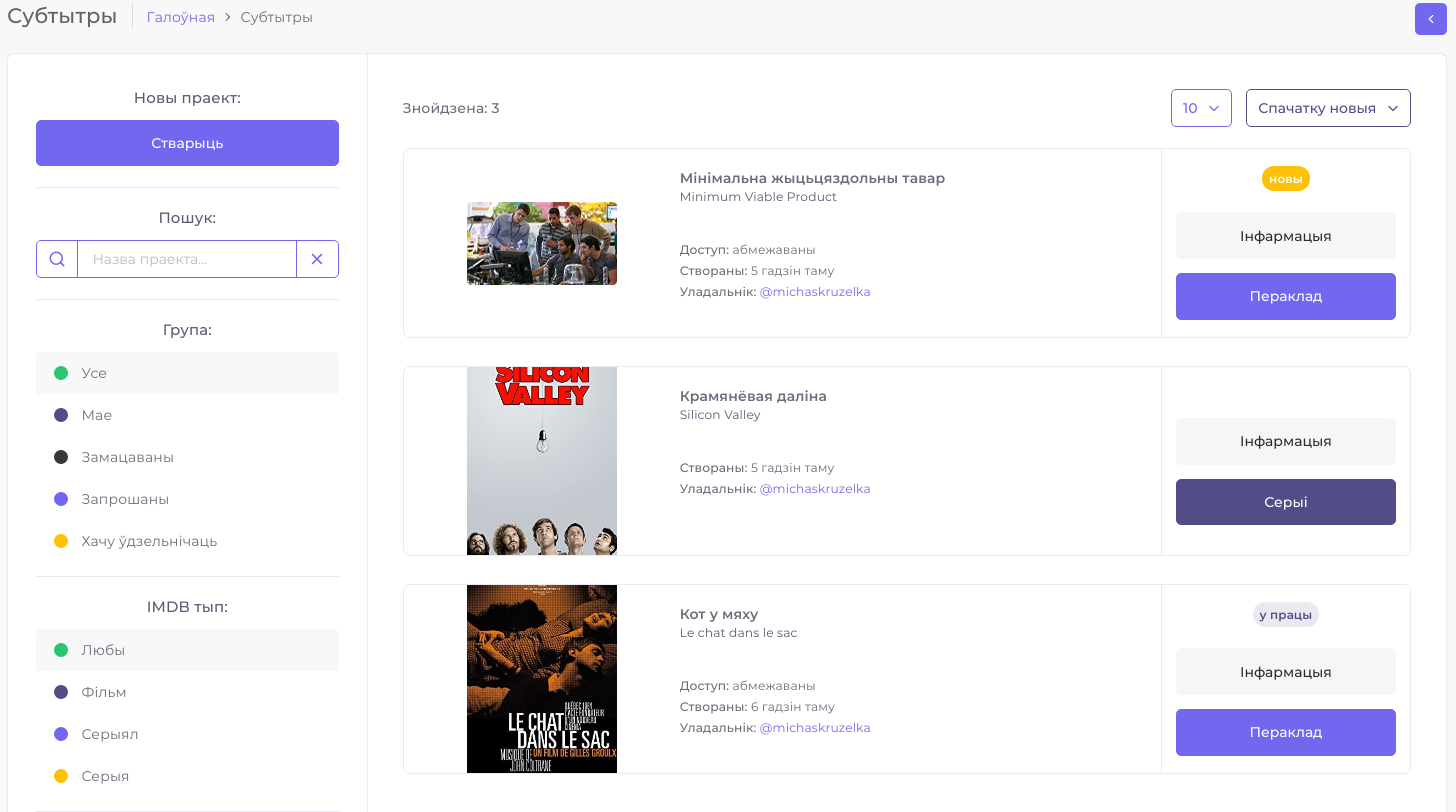 Субтытры
Галоўная
Субтытры
Новы праект:
Стварыць
Пошук:
Назва праекта...
Група:
Усе
Мае
Замацаваны
Запрошаны
Хачу ўдзельнічаць
IMDB тып:
Любы
Фільм
Серыял
Серыя
Знойдзена: 3
10
Спачатку новыя
Мінімальна жыцьцяздольны тавар
Minimum Viable Product
Доступ: абмежаваны
Створаны: 5 гадзін таму
Уладальнік: @michaskruzelka
новы
Інфармацыя
Пераклад
SILICON
VALLEY
Крамянёвая даліна
Silicon Valley
Створаны: 5 гадзін таму
Уладальнік: @michaskruzelka
Інфармацыя
Серыі
LE CHAT
DANS LE SAC
UN FILM DE GILLES GROULX
MUSIQUE DE
JOHN COLTRANE
Кот у мяху
Le chat dans le sac
Доступ: абмежаваны
Створаны: 6 гадзін таму
Уладальнік: @michaskruzelka
у працы
Інфармацыя
Пераклад